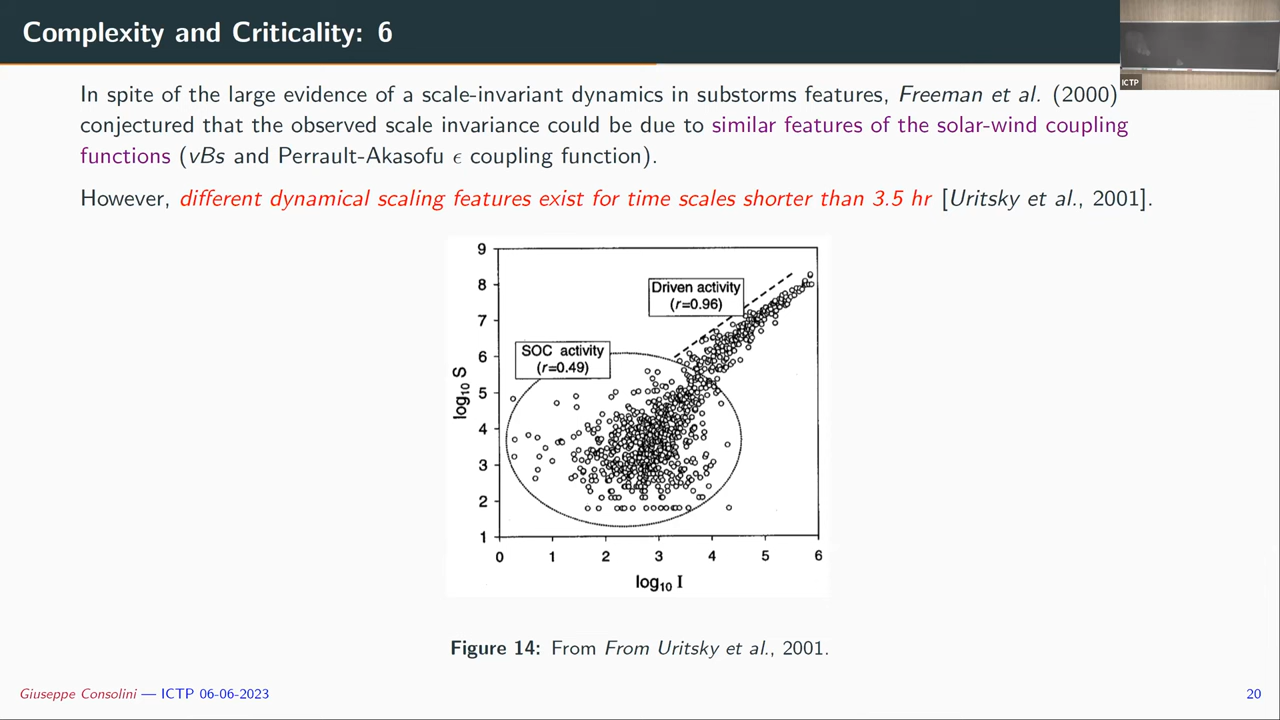 Complexity and Criticality: 6
ICTP
In spite of the large evidence of a scale-invariant dynamics in substorms features, Freeman et al. (2000)
conjectured that the observed scale invariance could be due to similar features of the solar-wind coupling
functions (vBs and Perrault-Akasofu ϵ coupling function).
However, different dynamical scaling features exist for time scales shorter than 3.5 hr [Uritsky et al., 2001].
9
8
7
6
5
4
3
2
1
log10 S
Driven activity
(r=0.96)
SOC activity
(r=0.49)
0 1 2 3 4 5 6
log10 I
Figure 14: From From Uritsky et al., 2001.
Giuseppe Consolini — ICTP 06-06-2023
20